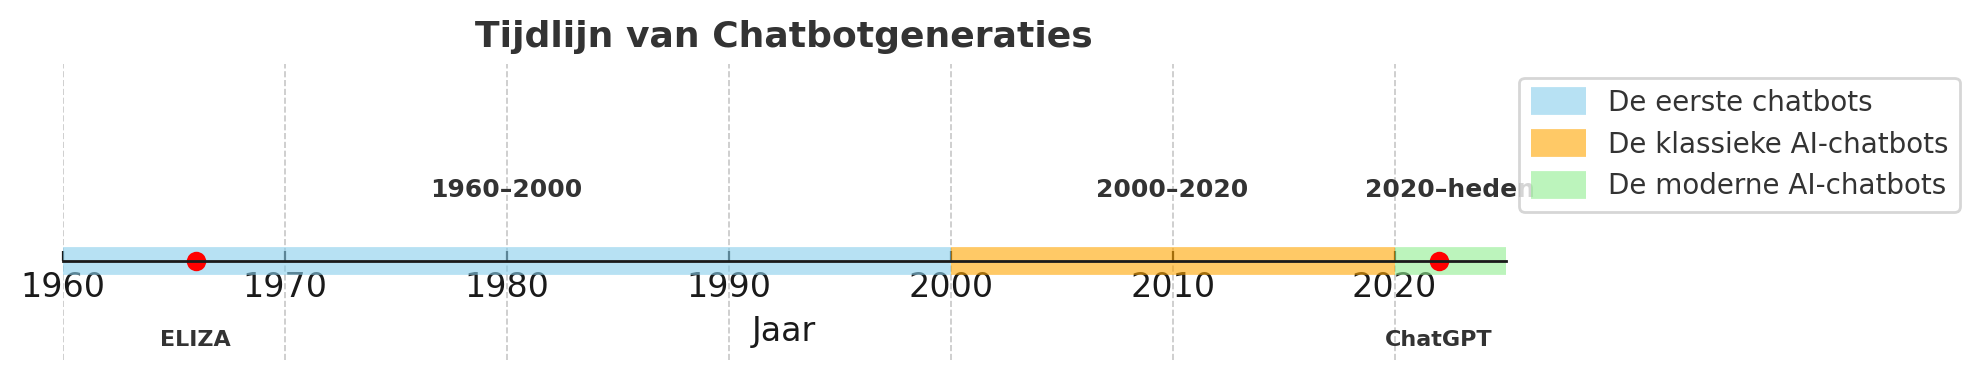 Tijdlijn van Chatbotgeneraties
De eerste chatbots
De klassieke AI-chatbots
De moderne AI-chatbots
1960–2000
2000–2020
2020–heden
1960
1970
1980
1990
2000
2010
2020
Jaar
ELIZA
ChatGPT